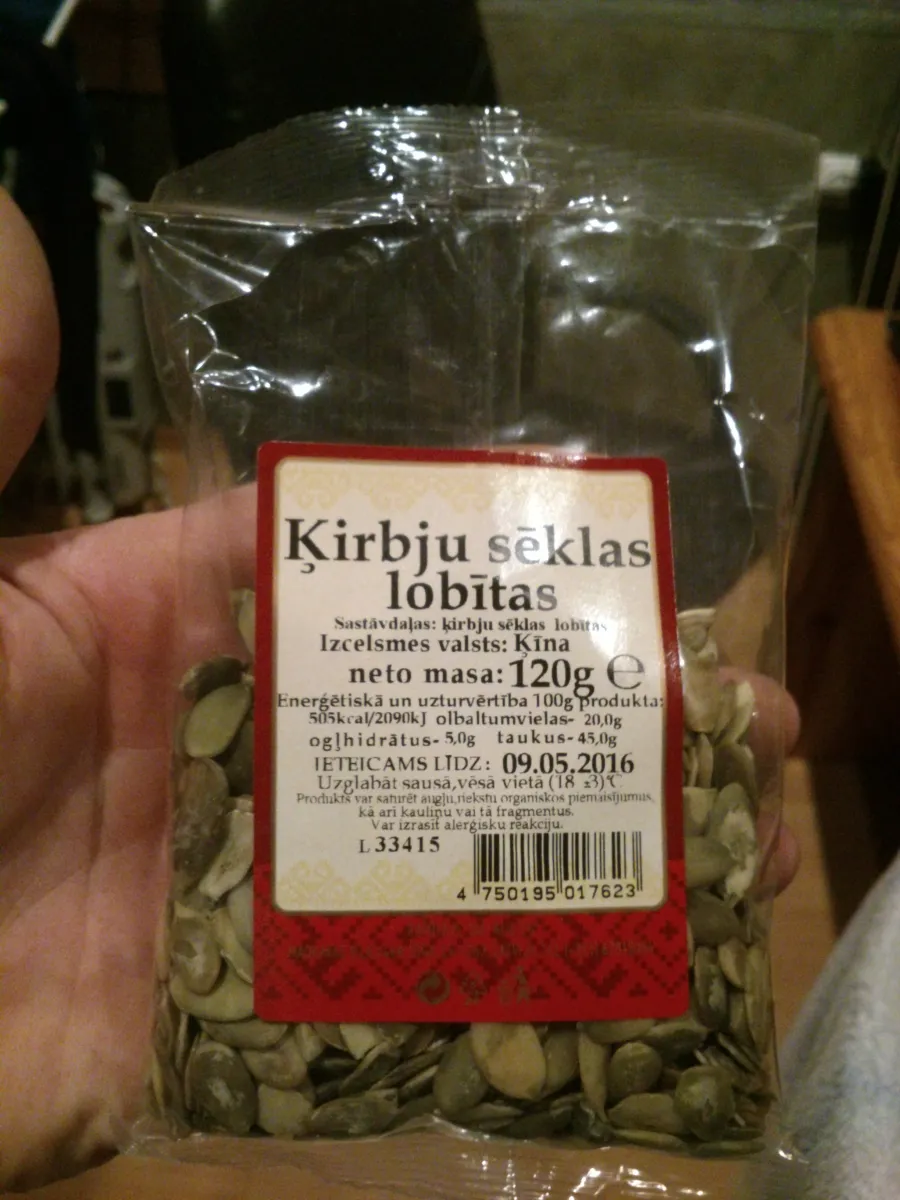 Ķirbju sēklas
lobītas
Sastāvdaļas: ķirbju sēklas lobītas
Izcelsmes valsts: Ķīna
neto masa: 120g ℮
Enerģētiskā un uzturvērtība 100g produkta:
505kcal/2090kJ olbaltumvielas- 20,0g
ogļhidrātus- 5,0g taukus- 45,0g
IETEICAMS LĪDZ: 09.05.2016
Uzglabāt sausā,vēsā vietā (18 ±3)°C
Produkts var saturēt augļu,riekstu organiskos piemaisījumus,
kā arī kauliņu vai tā fragmentus.
Var izraisīt alerģisku reakciju.
L 33415
4 750195 017623